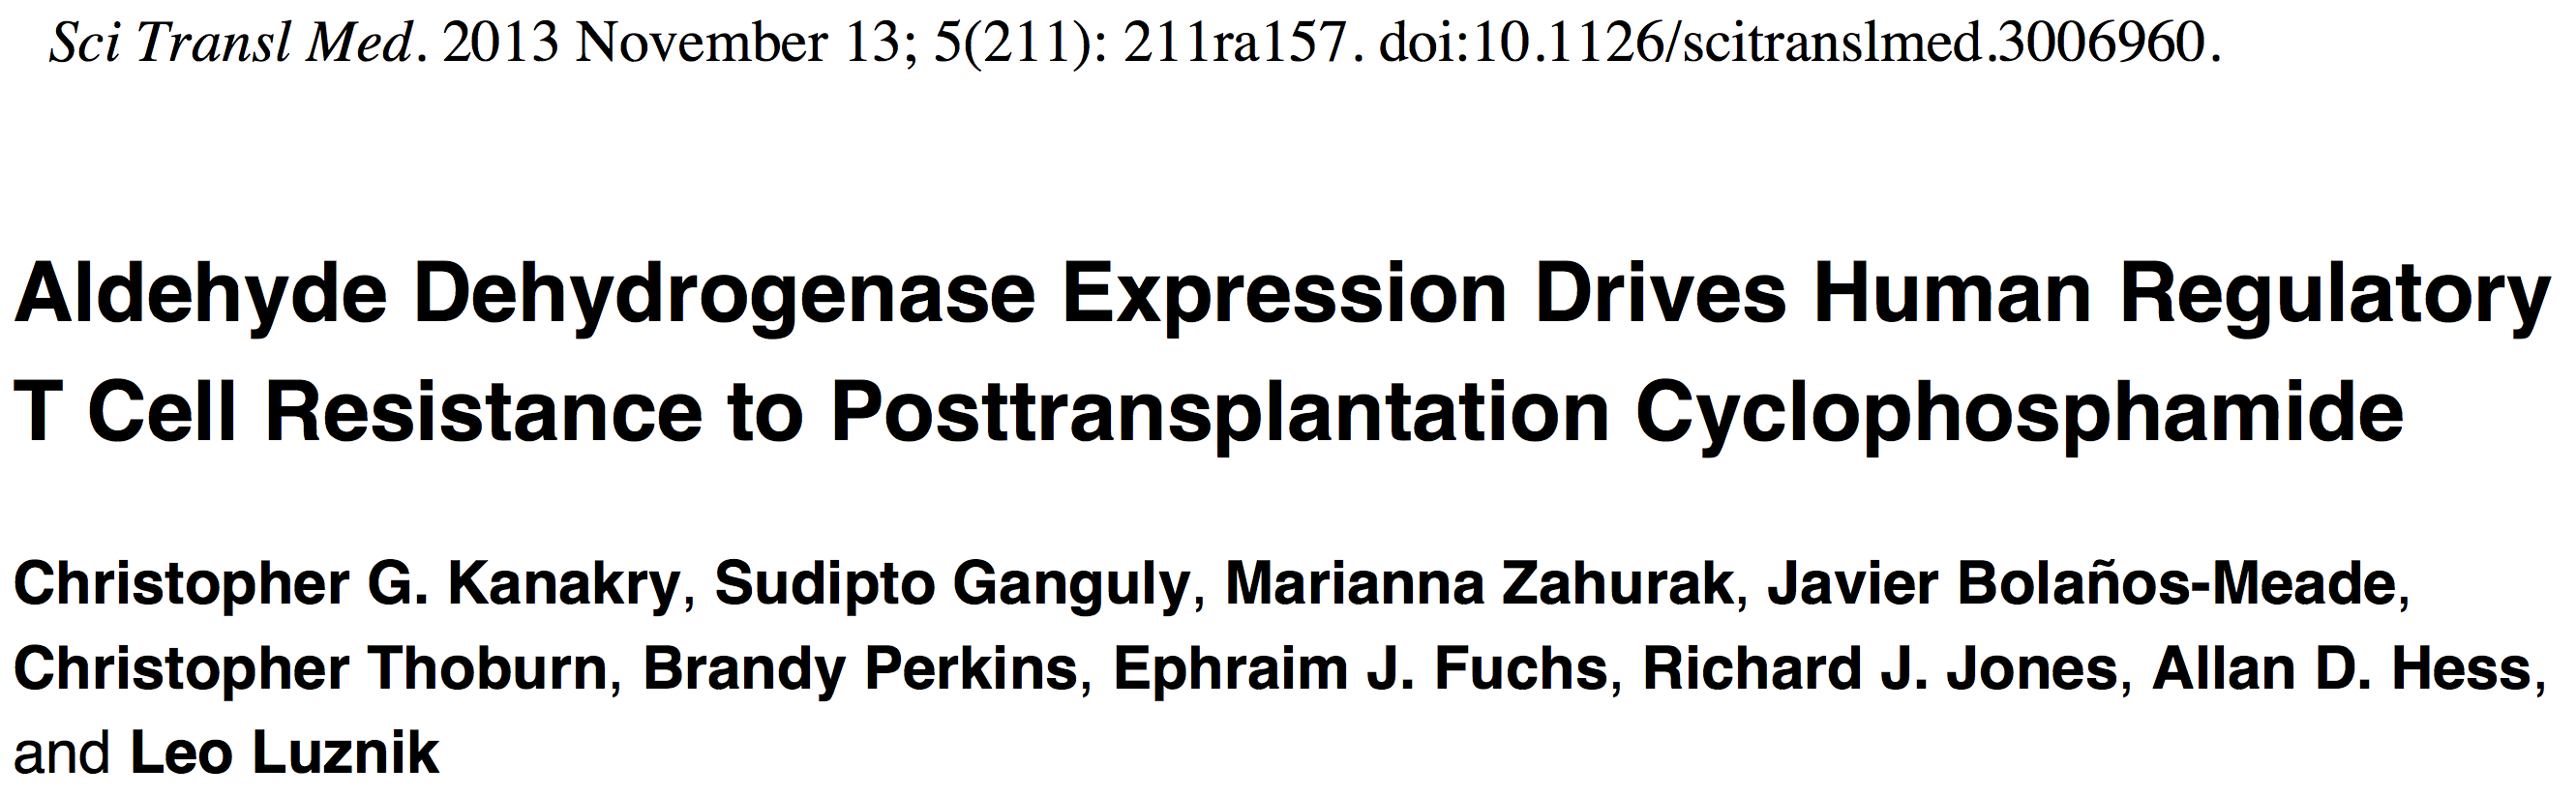 Sci Transl Med. 2013 November 13; 5(211): 211ra157. doi:10.1126/scitranslmed.3006960.
Aldehyde Dehydrogenase Expression Drives Human Regulatory
T Cell Resistance to Posttransplantation Cyclophosphamide
Christopher G. Kanakry, Sudipto Ganguly, Marianna Zahurak, Javier Bolaños-Meade,
Christopher Thoburn, Brandy Perkins, Ephraim J. Fuchs, Richard J. Jones, Allan D. Hess,
and Leo Luznik